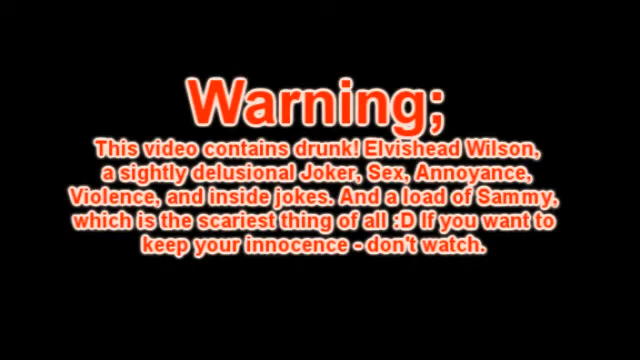 Warning;
This video contains drunk! Elvishead Wilson,
a sightly delusional Joker, Sex, Annoyance,
Violence, and inside jokes. And a load of Sammy,
which is the scariest thing of all :D If you want to
keep your innocence - don't watch.